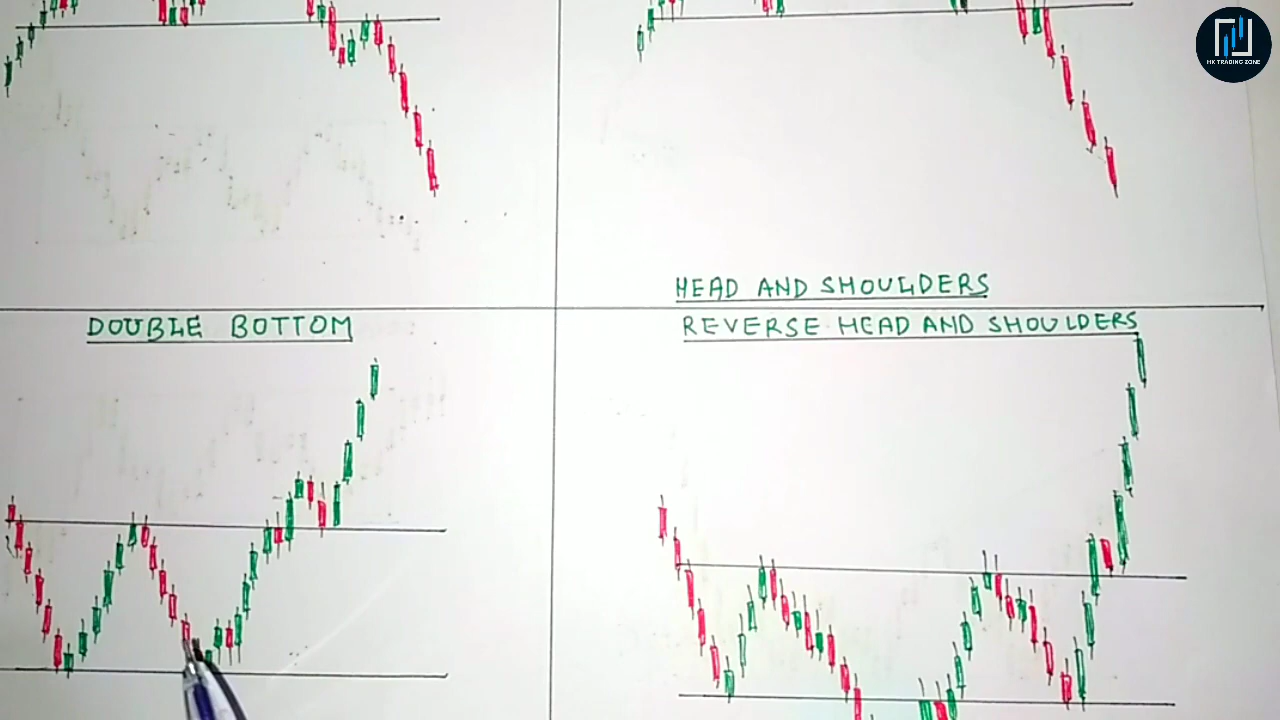 HK TRADING ZONE
HEAD AND SHOULDERS
DOUBLE BOTTOM
REVERSE HEAD AND SHOULDERS